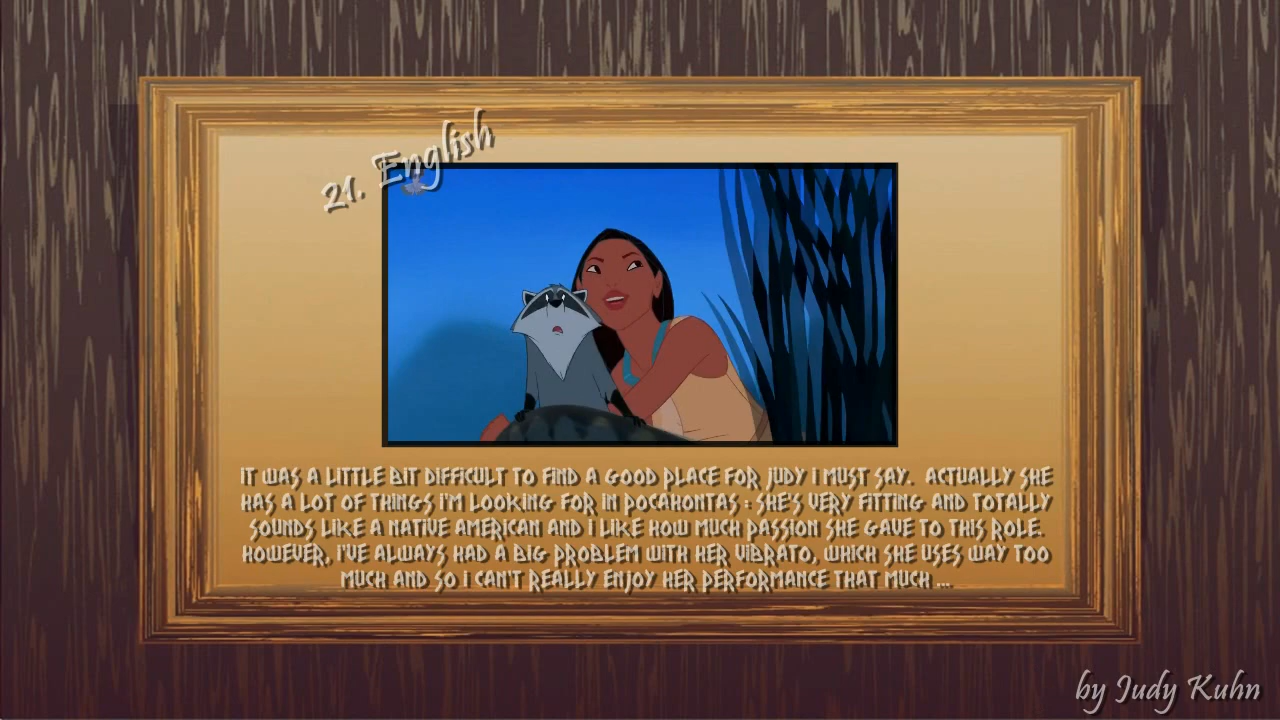 21. English
IT WAS A LITTLE BIT DIFFICULT TO FIND A GOOD PLACE FOR JUDY I MUST SAY. ACTUALLY SHE
HAS A LOT OF THINGS I'M LOOKING FOR IN POCAHONTAS : SHE'S VERY FITTING AND TOTALLY
SOUNDS LIKE A NATIVE AMERICAN AND I LIKE HOW MUCH PASSION SHE GAVE TO THIS ROLE.
HOWEVER, I'VE ALWAYS HAD A BIG PROBLEM WITH HER VIBRATO, WHICH SHE USES WAY TOO
MUCH AND SO I CAN'T REALLY ENJOY HER PERFORMANCE THAT MUCH ...
by Judy Kuhn